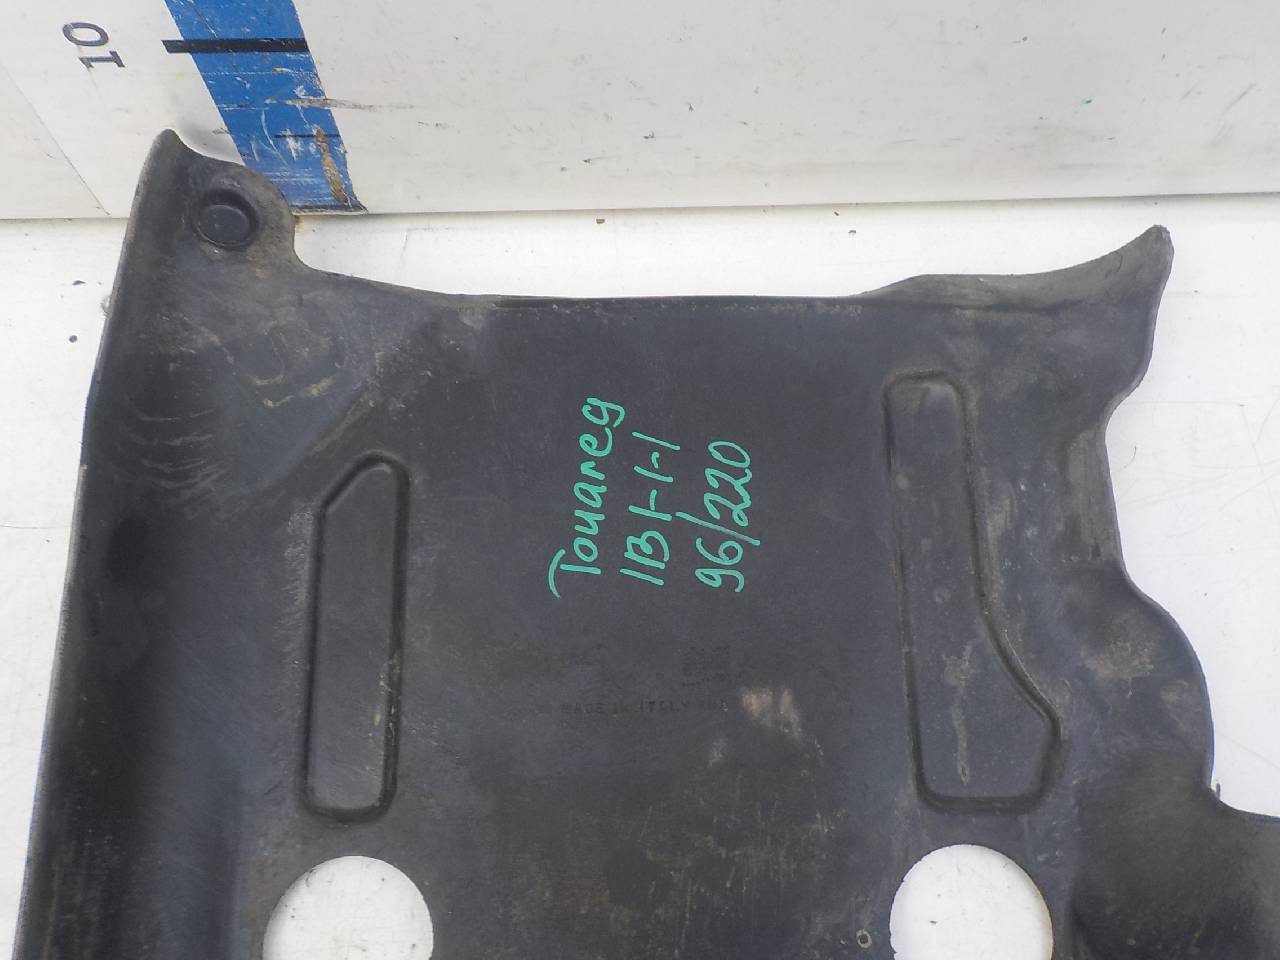 10
Touareg
1B1-1-1
96/220
MADE IN ITALY